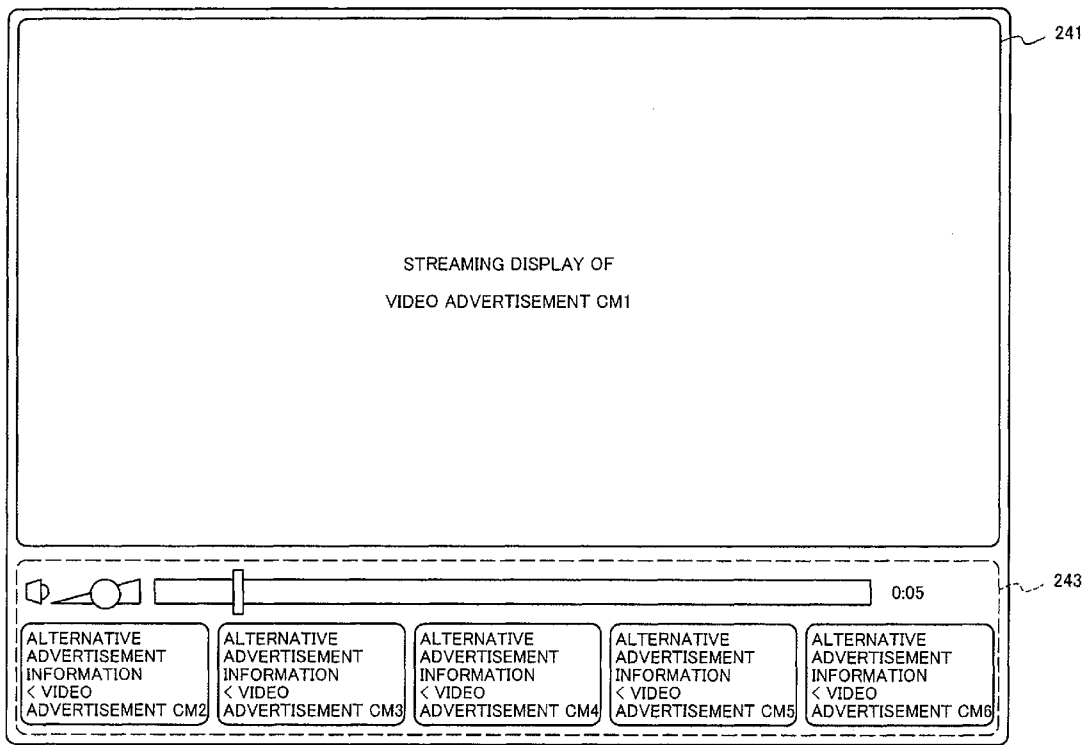 241
STREAMING DISPLAY OF
VIDEO ADVERTISEMENT CM1
243
0:05
ALTERNATIVE
ADVERTISEMENT
INFORMATION
< VIDEO
ADVERTISEMENT CM2
ALTERNATIVE
ADVERTISEMENT
INFORMATION
< VIDEO
ADVERTISEMENT CM3
ALTERNATIVE
ADVERTISEMENT
INFORMATION
< VIDEO
ADVERTISEMENT CM4
ALTERNATIVE
ADVERTISEMENT
INFORMATION
< VIDEO
ADVERTISEMENT CM5
ALTERNATIVE
ADVERTISEMENT
INFORMATION
< VIDEO
ADVERTISEMENT CM6